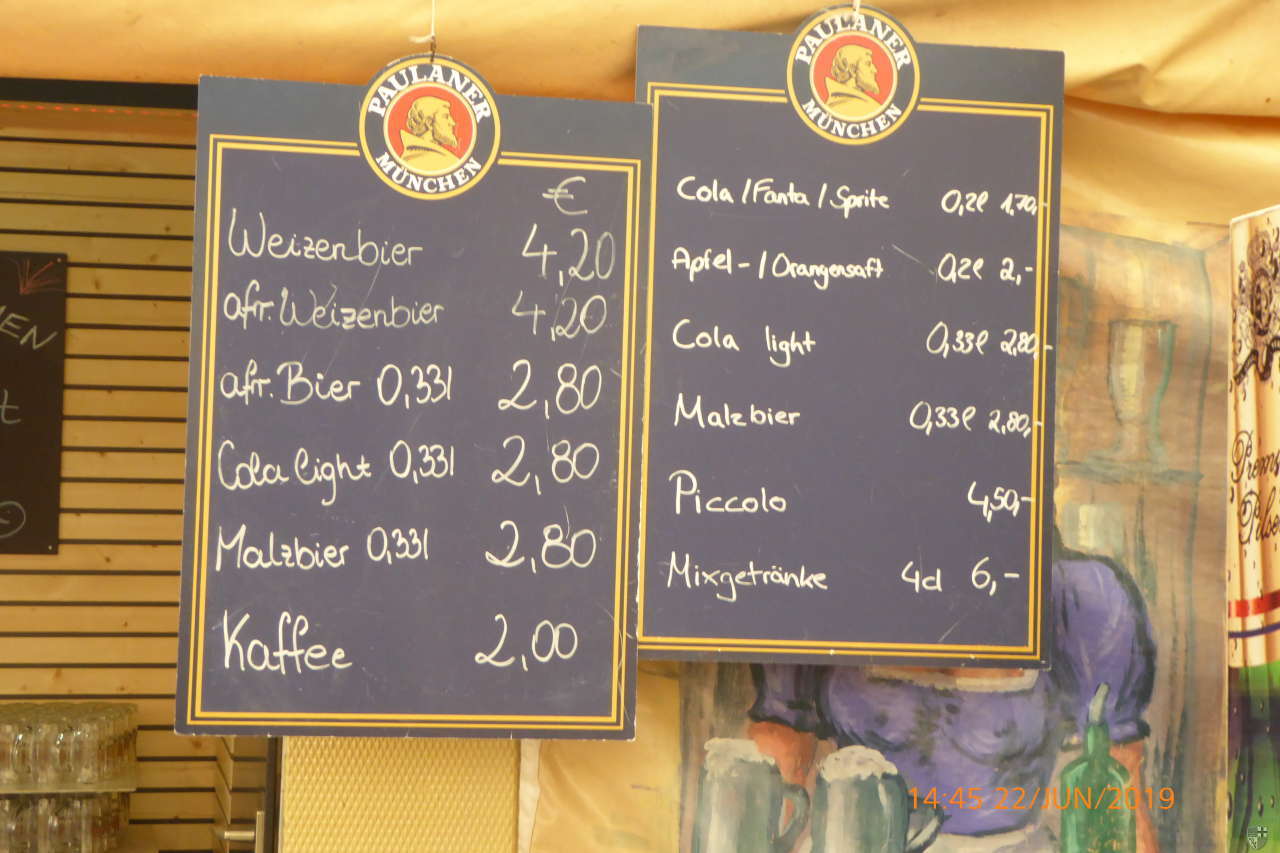 PAULANER
MÜNCHEN
€
Weizenbier 4,20
afr. Weizenbier 4,20
afr. Bier 0,33l 2,80
Cola light 0,33l 2,80
Malzbier 0,33l 2,80
Kaffee 2,00
PAULANER
MÜNCHEN
Cola / Fanta / Sprite 0,2l 1,70,-
Apfel - / Orangensaft 0,2l 2,-
Cola light 0,33l 2,80,-
Malzbier 0,33l 2,80,-
Piccolo 4,50,-
Mixgetränke 4cl 6,-
14:45 22/JUN/2019